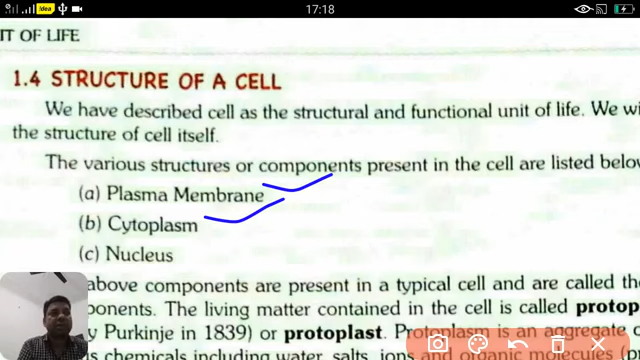 Idea 17:18
IT OF LIFE
1.4 STRUCTURE OF A CELL
We have described cell as the structural and functional unit of life. We wi
the structure of cell itself.
The various structures or components present in the cell are listed below
(a) Plasma Membrane
(b) Cytoplasm
(c) Nucleus
above components are present in a typical cell and are called the
ponents. The living matter contained in the cell is called protop
y Purkinje in 1839) or protoplast. Protoplasm is an aggregate o
s chemicals including water, salts, ions and organic molecules (p